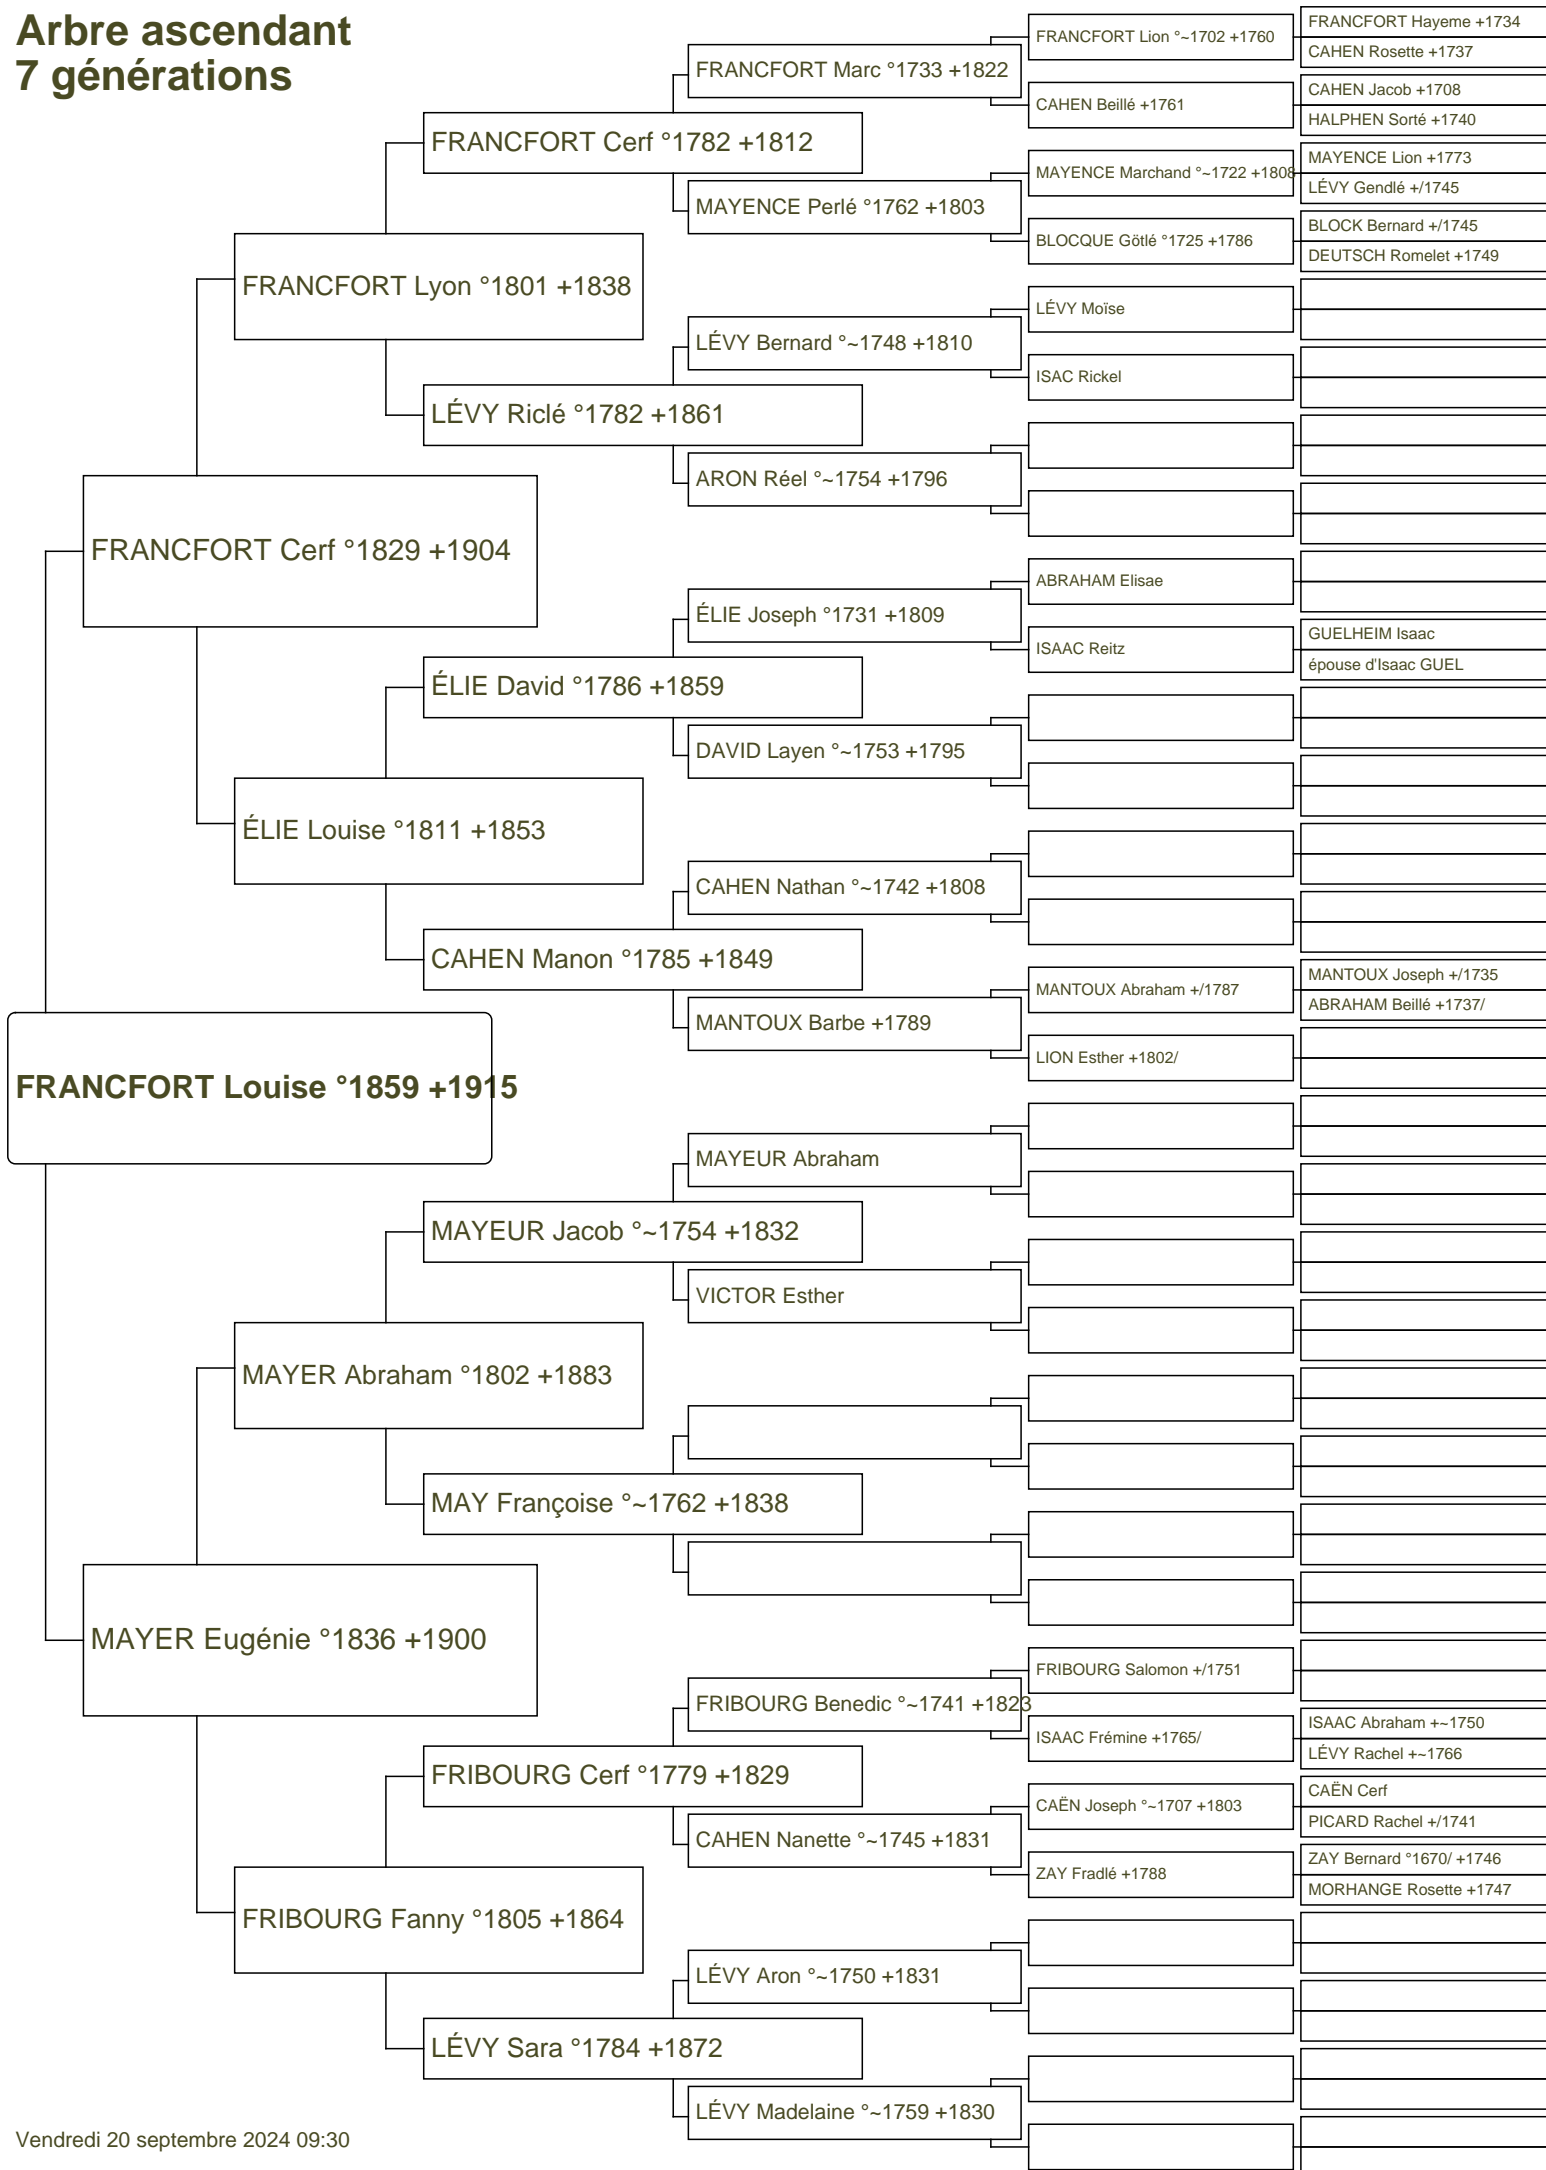 Arbre ascendant
7 générations
FRANCFORT Louise °1859 +1915
FRANCFORT Cerf °1829 +1904
MAYER Eugénie °1836 +1900
FRANCFORT Lyon °1801 +1838
ÉLIE Louise °1811 +1853
MAYER Abraham °1802 +1883
FRIBOURG Fanny °1805 +1864
FRANCFORT Cerf °1782 +1812
LÉVY Riclé °1782 +1861
ÉLIE David °1786 +1859
CAHEN Manon °1785 +1849
MAYEUR Jacob °~1754 +1832
MAY Françoise °~1762 +1838
FRIBOURG Cerf °1779 +1829
LÉVY Sara °1784 +1872
FRANCFORT Marc °1733 +1822
MAYENCE Perlé °1762 +1803
LÉVY Bernard °~1748 +1810
ARON Réel °~1754 +1796
ÉLIE Joseph °1731 +1809
DAVID Layen °~1753 +1795
CAHEN Nathan °~1742 +1808
MANTOUX Barbe +1789
MAYEUR Abraham
VICTOR Esther
FRIBOURG Benedic °~1741 +1823
CAHEN Nanette °~1745 +1831
LÉVY Aron °~1750 +1831
LÉVY Madelaine °~1759 +1830
FRANCFORT Lion °~1702 +1760
CAHEN Beillé +1761
MAYENCE Marchand °~1722 +1808
BLOCQUE Götlé °1725 +1786
LÉVY Moïse
ISAC Rickel
ABRAHAM Elisae
ISAAC Reitz
MANTOUX Abraham +/1787
LION Esther +1802/
FRIBOURG Salomon +/1751
ISAAC Frémine +1765/
CAËN Joseph °~1707 +1803
ZAY Fradlé +1788
FRANCFORT Hayeme +1734
CAHEN Rosette +1737
CAHEN Jacob +1708
HALPHEN Sorté +1740
MAYENCE Lion +1773
LÉVY Gendlé +/1745
BLOCK Bernard +/1745
DEUTSCH Romelet +1749
GUELHEIM Isaac
épouse d'Isaac GUEL
MANTOUX Joseph +/1735
ABRAHAM Beillé +1737/
ISAAC Abraham +~1750
LÉVY Rachel +~1766
CAËN Cerf
PICARD Rachel +/1741
ZAY Bernard °1670/ +1746
MORHANGE Rosette +1747
Vendredi 20 septembre 2024 09:30